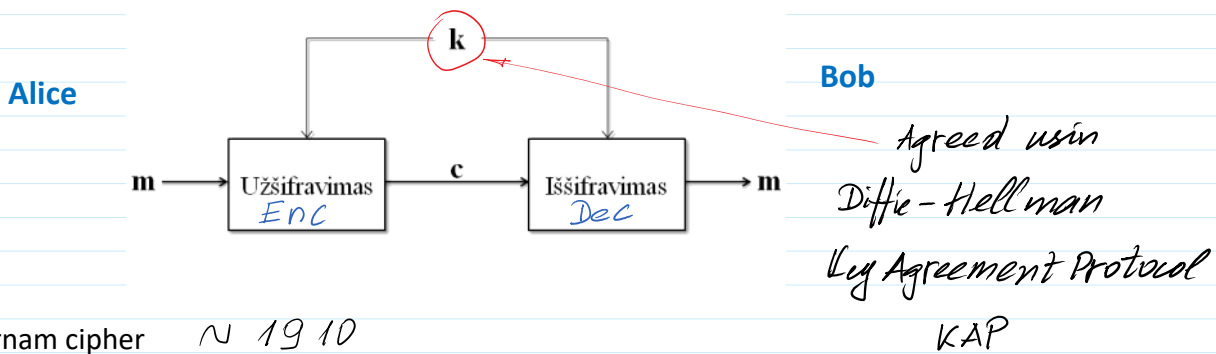 k
Alice
Bob
Agreed usin
Diffie-Hellman
Key Agreement Protocol
KAP
m
Užšifravimas
Enc
c
Iššifravimas
Dec
m
rnam cipher ~ 1910